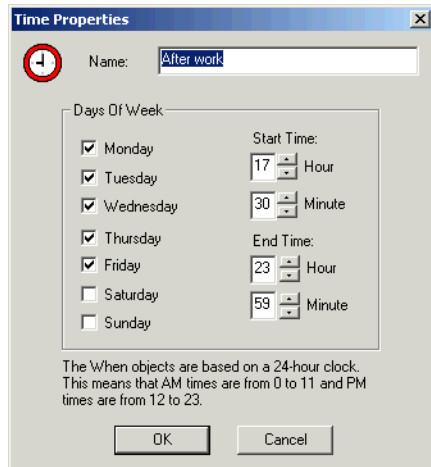 Time Properties
Name: After work
Days Of Week
Monday
Tuesday
Wednesday
Thursday
Friday
Saturday
Sunday
Start Time:
17 Hour
30 Minute
End Time:
23 Hour
59 Minute
The When objects are based on a 24-hour clock.
This means that AM times are from 0 to 11 and PM
times are from 12 to 23.
OK Cancel